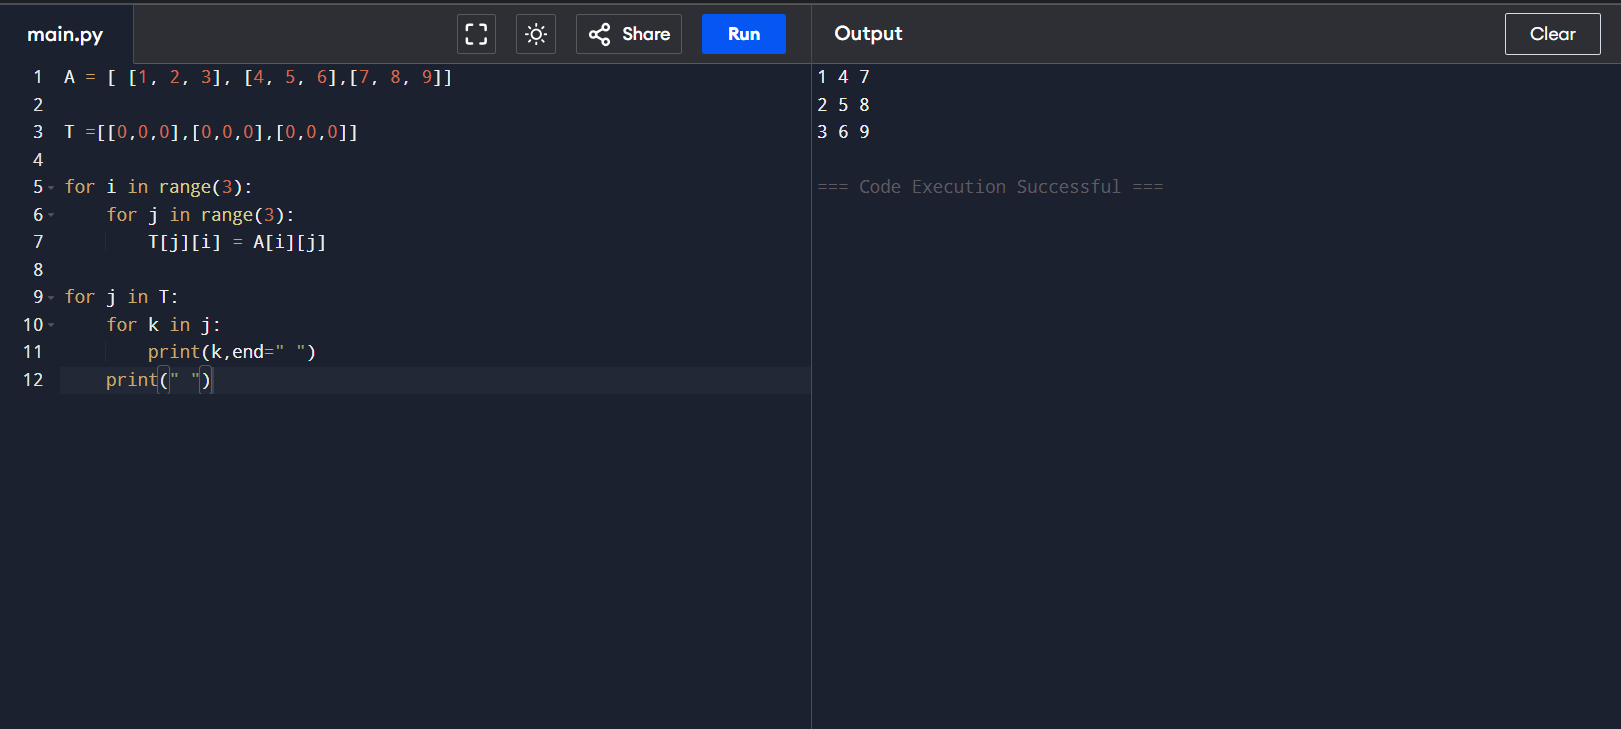 main.py
Share
Run
Output
Clear
1 A = [ [1, 2, 3], [4, 5, 6],[7, 8, 9]]
2
3 T =[[0,0,0],[0,0,0],[0,0,0]]
4
5 for i in range(3):
6     for j in range(3):
7         T[j][i] = A[i][j]
8
9 for j in T:
10     for k in j:
11         print(k,end=" ")
12     print(" ")
1 4 7
2 5 8
3 6 9
=== Code Execution Successful ===